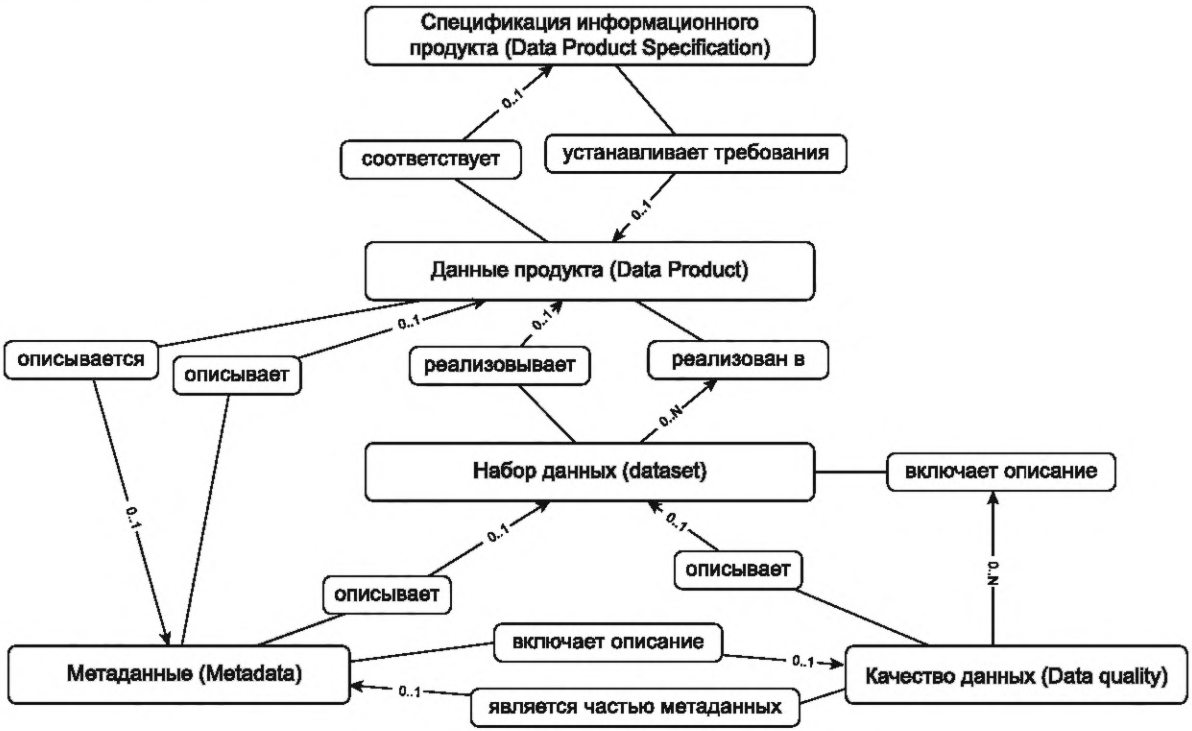 Спецификация информационного
продукта (Data Product Specification)
0..1
соответствует
устанавливает требования
0..1
Данные продукта (Data Product)
0..1
0..1
описывается
описывает
реализовывает
реализован в
0..N
Набор данных (dataset)
включает описание
0..1
0..1
0..1
0..N
описывает
описывает
включает описание
0..1
Метаданные (Metadata)
Качество данных (Data quality)
0..1
является частью метаданных